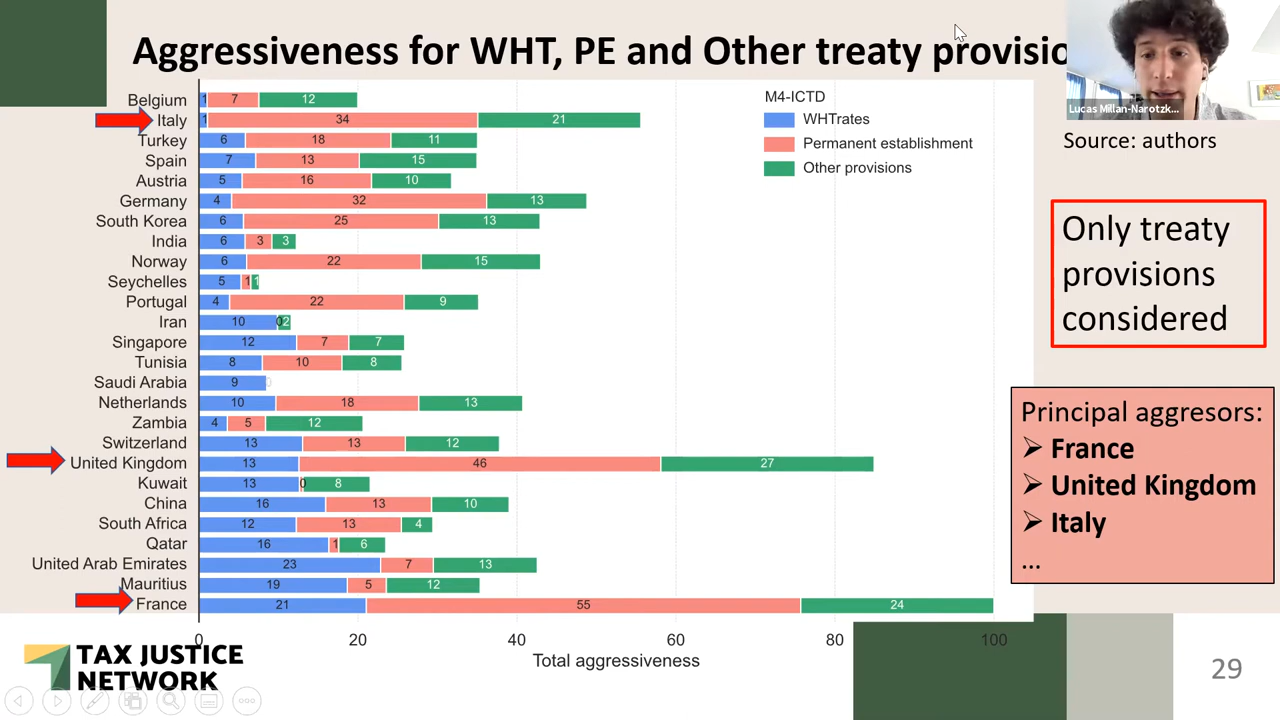 Aggressiveness for WHT, PE and Other treaty provisio
Lucas Millan-Narotzk...
Source: authors
M4-ICTD
WHTrates
Permanent establishment
Other provisions
Belgium 1 7 12
Italy 1 34 21
Turkey 6 18 11
Spain 7 13 15
Austria 5 16 10
Germany 4 32 13
South Korea 6 25 13
India 6 3 3
Norway 6 22 15
Seychelles 5 1 1
Portugal 4 22 9
Iran 10 0 2
Singapore 12 7 7
Tunisia 8 10 8
Saudi Arabia 9 0
Netherlands 10 18 13
Zambia 4 5 12
Switzerland 13 13 12
United Kingdom 13 46 27
Kuwait 13 0 8
China 16 13 10
South Africa 12 13 4
Qatar 16 1 6
United Arab Emirates 23 7 13
Mauritius 19 5 12
France 21 55 24
0 20 40 60 80 100
Total aggressiveness
Only treaty
provisions
considered
Principal aggresors:
France
United Kingdom
Italy
...
TAX JUSTICE
NETWORK
29